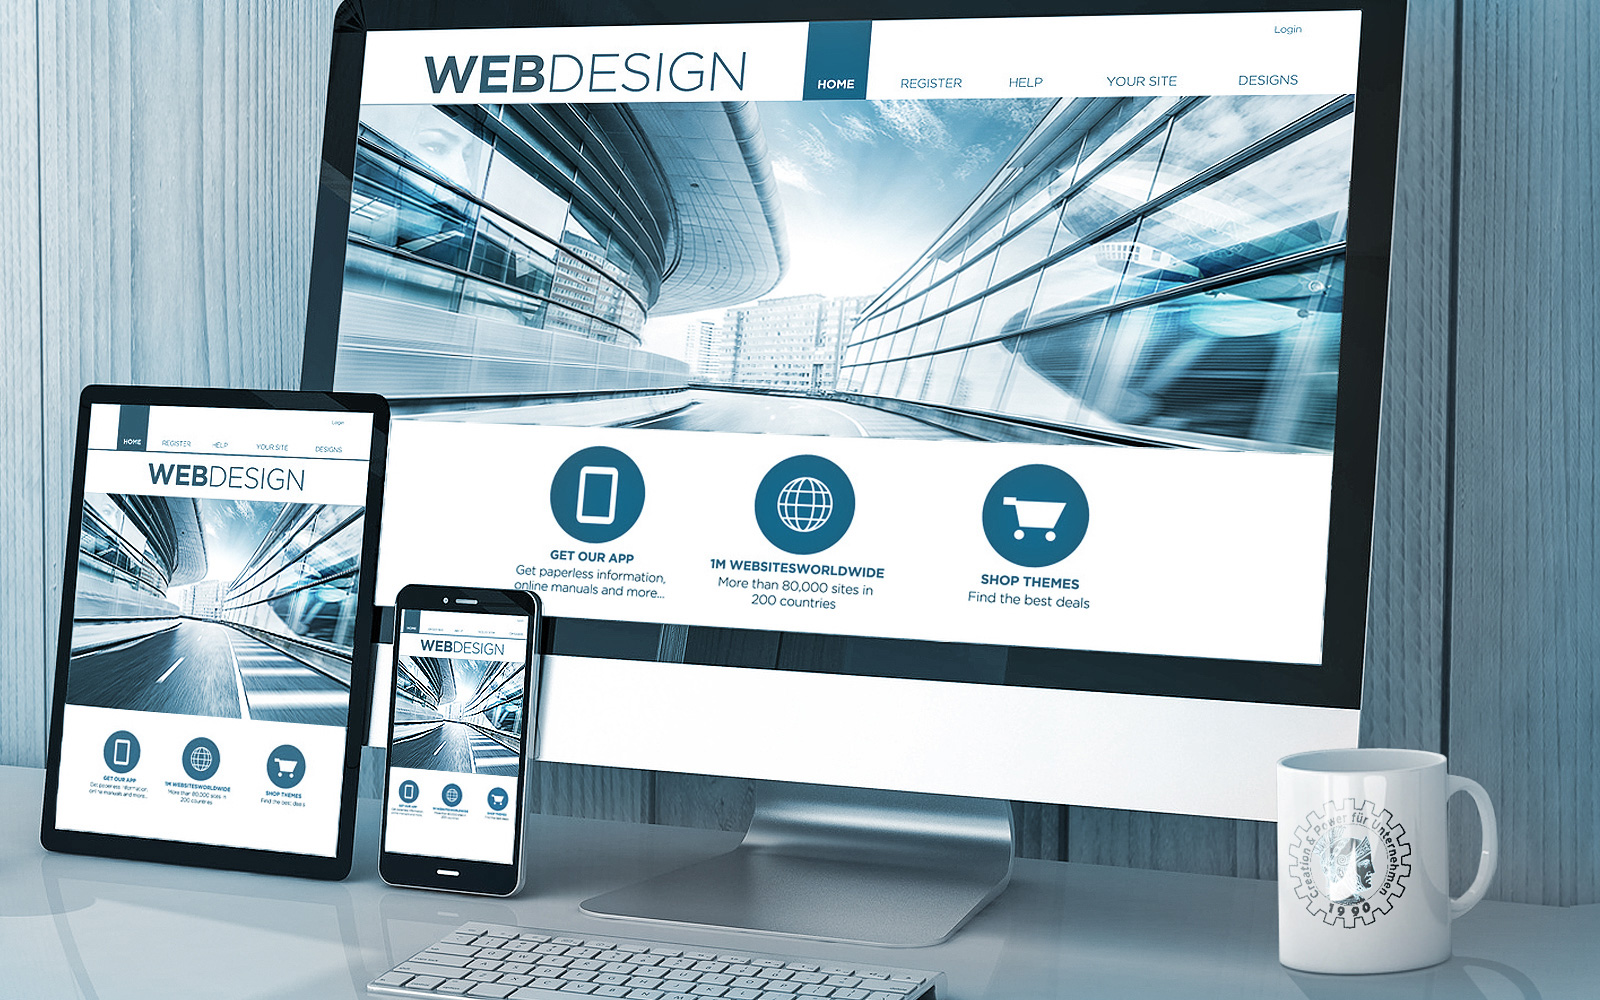 Login
WEBDESIGN
HOME
REGISTER
HELP
YOUR SITE
DESIGNS
GET OUR APP
Get paperless information,
online manuals and more...
1M WEBSITESWORLDWIDE
More than 80,000 sites in
200 countries
SHOP THEMES
Find the best deals
Login
HOME
REGISTER
HELP
YOUR SITE
DESIGNS
WEBDESIGN
GET OUR APP
Get paperless information,
online manuals and more...
1M WEBSITESWORLDWIDE
More than 80,000 sites in
200 countries
SHOP THEMES
Find the best deals
HOME
WEBDESIGN
Creation & Power für Unternehmen
1990